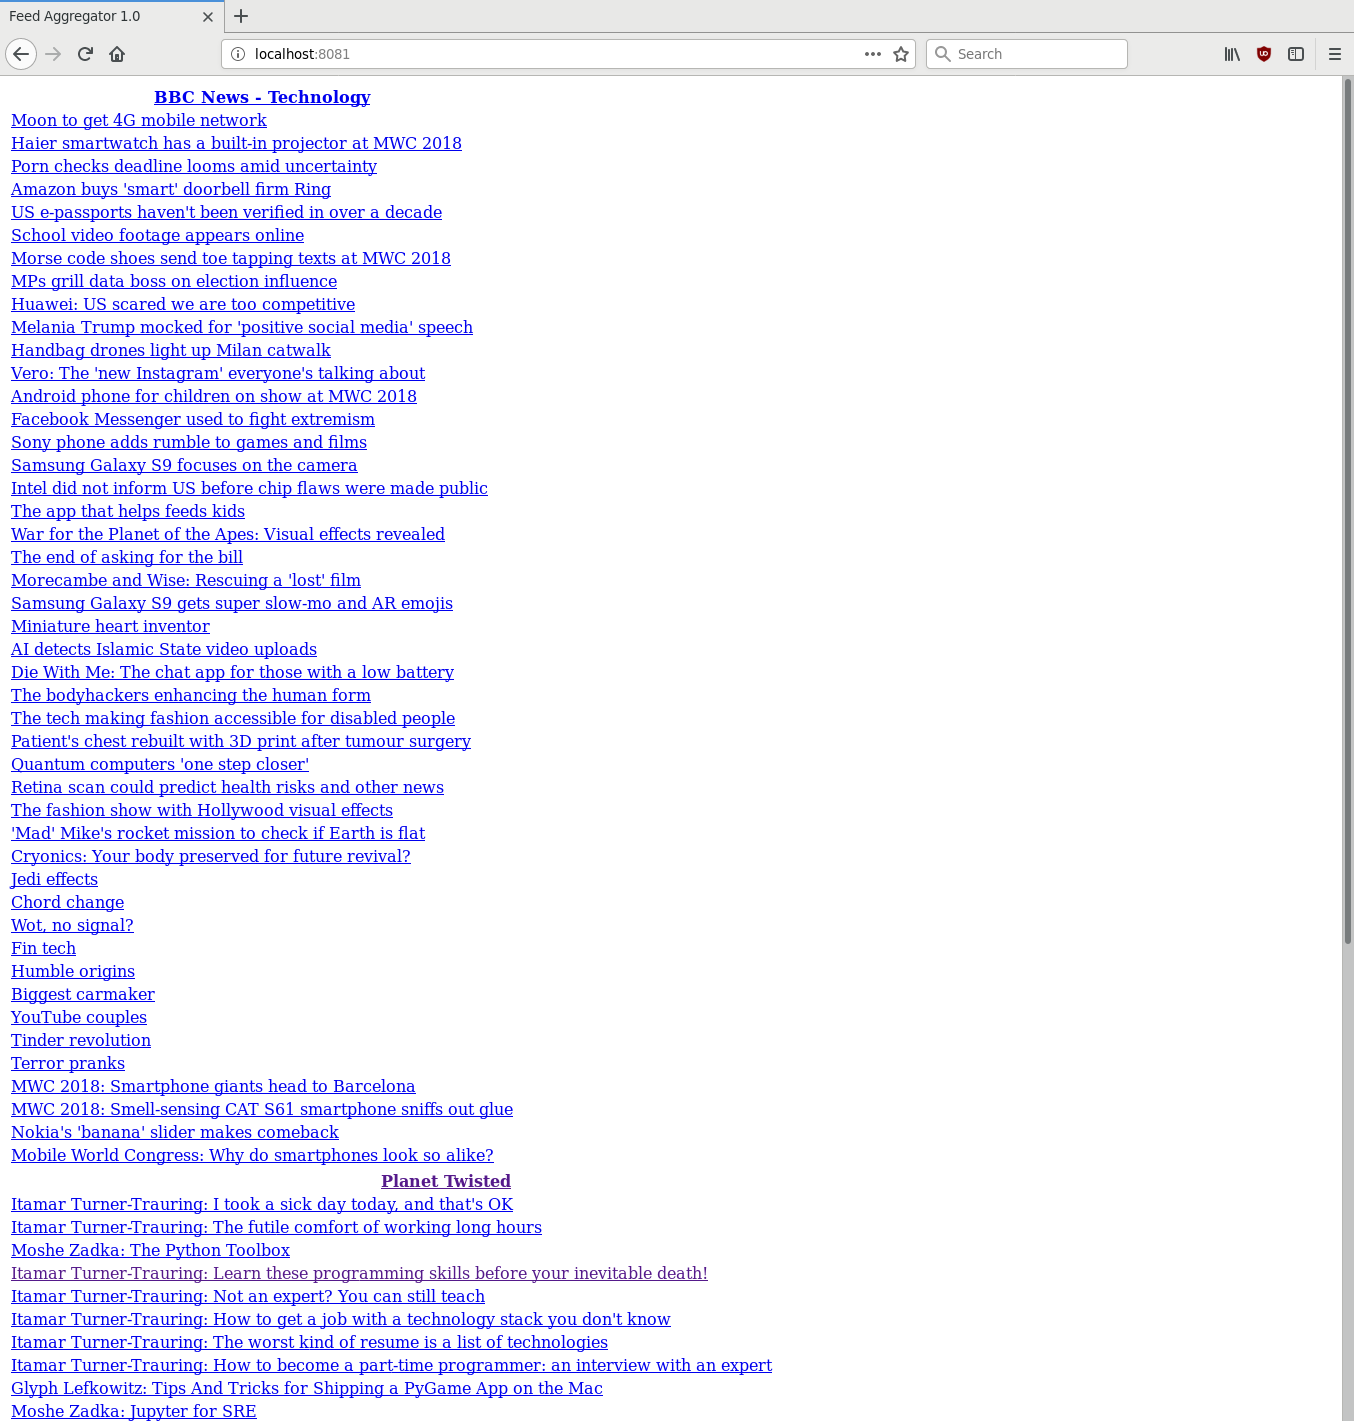 Feed Aggregator 1.0
localhost:8081
Search
BBC News - Technology
Moon to get 4G mobile network
Haier smartwatch has a built-in projector at MWC 2018
Porn checks deadline looms amid uncertainty
Amazon buys 'smart' doorbell firm Ring
US e-passports haven't been verified in over a decade
School video footage appears online
Morse code shoes send toe tapping texts at MWC 2018
MPs grill data boss on election influence
Huawei: US scared we are too competitive
Melania Trump mocked for 'positive social media' speech
Handbag drones light up Milan catwalk
Vero: The 'new Instagram' everyone's talking about
Android phone for children on show at MWC 2018
Facebook Messenger used to fight extremism
Sony phone adds rumble to games and films
Samsung Galaxy S9 focuses on the camera
Intel did not inform US before chip flaws were made public
The app that helps feeds kids
War for the Planet of the Apes: Visual effects revealed
The end of asking for the bill
Morecambe and Wise: Rescuing a 'lost' film
Samsung Galaxy S9 gets super slow-mo and AR emojis
Miniature heart inventor
AI detects Islamic State video uploads
Die With Me: The chat app for those with a low battery
The bodyhackers enhancing the human form
The tech making fashion accessible for disabled people
Patient's chest rebuilt with 3D print after tumour surgery
Quantum computers 'one step closer'
Retina scan could predict health risks and other news
The fashion show with Hollywood visual effects
'Mad' Mike's rocket mission to check if Earth is flat
Cryonics: Your body preserved for future revival?
Jedi effects
Chord change
Wot, no signal?
Fin tech
Humble origins
Biggest carmaker
YouTube couples
Tinder revolution
Terror pranks
MWC 2018: Smartphone giants head to Barcelona
MWC 2018: Smell-sensing CAT S61 smartphone sniffs out glue
Nokia's 'banana' slider makes comeback
Mobile World Congress: Why do smartphones look so alike?
Planet Twisted
Itamar Turner-Trauring: I took a sick day today, and that's OK
Itamar Turner-Trauring: The futile comfort of working long hours
Moshe Zadka: The Python Toolbox
Itamar Turner-Trauring: Learn these programming skills before your inevitable death!
Itamar Turner-Trauring: Not an expert? You can still teach
Itamar Turner-Trauring: How to get a job with a technology stack you don't know
Itamar Turner-Trauring: The worst kind of resume is a list of technologies
Itamar Turner-Trauring: How to become a part-time programmer: an interview with an expert
Glyph Lefkowitz: Tips And Tricks for Shipping a PyGame App on the Mac
Moshe Zadka: Jupyter for SRE